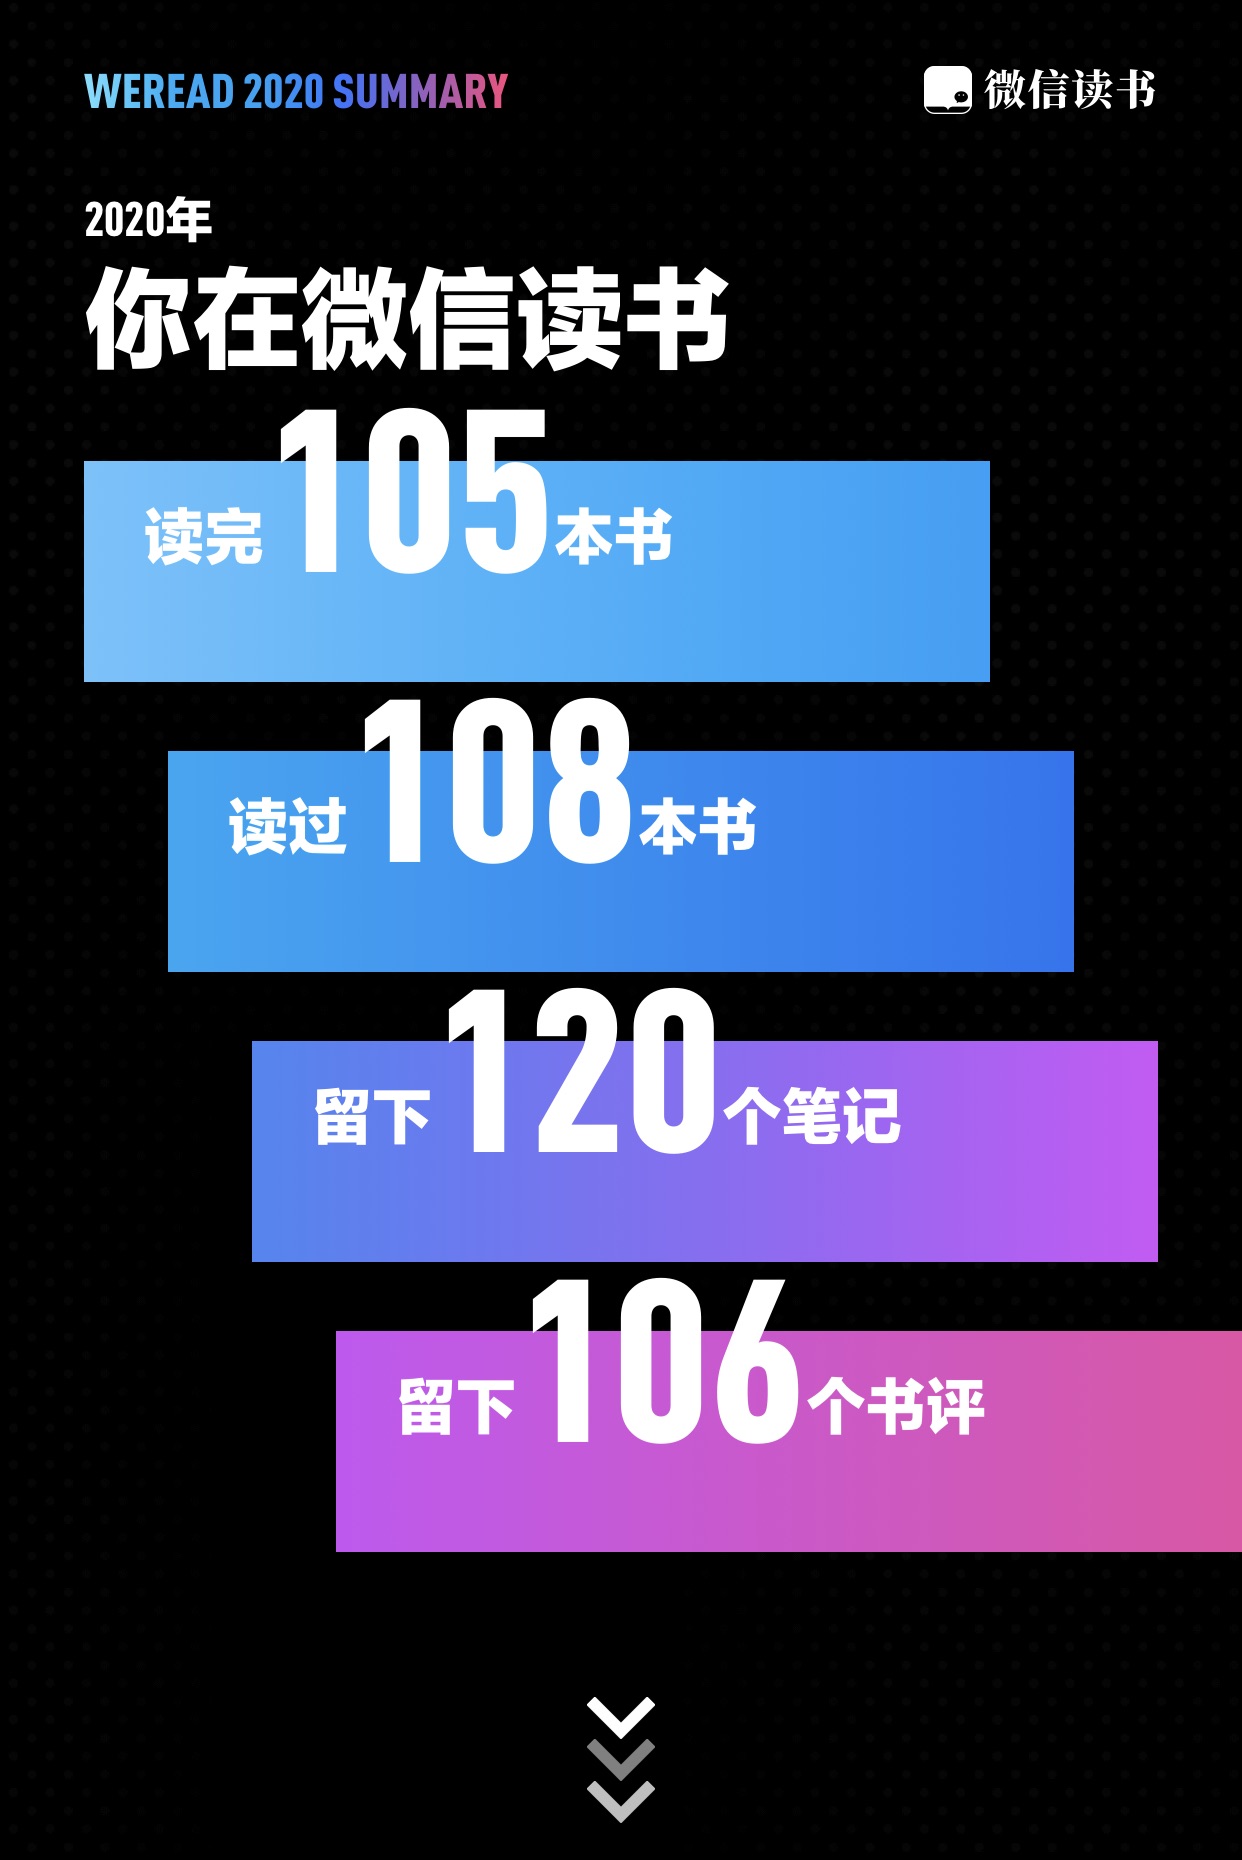 WEREAD 2020 SUMMARY
微信读书
2020年
你在微信读书
读完 105 本书
读过 108 本书
留下 120 个笔记
留下 106 个书评